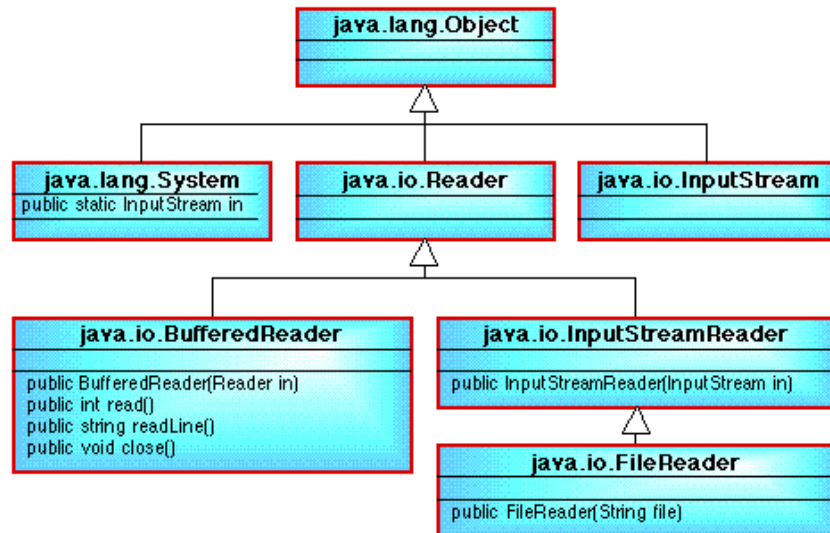 java.lang.Object
java.lang.System
public static InputStream in
java.io.Reader
java.io.InputStream
java.io.BufferedReader
public BufferedReader(Reader in)
public int read()
public string readLine()
public void close()
java.io.InputStreamReader
public InputStreamReader(InputStream in)
java.io.FileReader
public FileReader(String file)